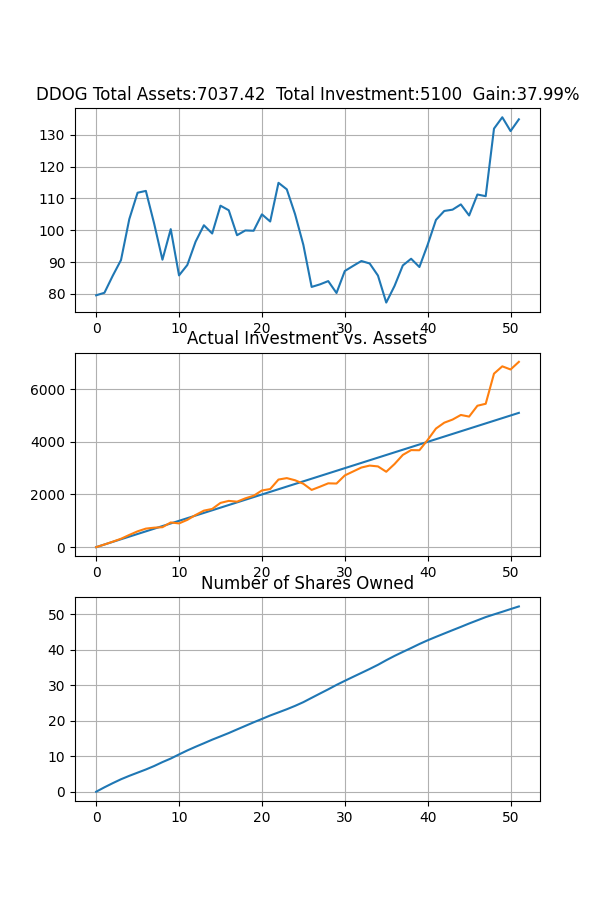 DDOG Total Assets:7037.42  Total Investment:5100  Gain:37.99%
130
120
110
100
90
80
0 10 20 30 40 50
Actual Investment vs. Assets
6000
4000
2000
0
0 10 20 30 40 50
Number of Shares Owned
50
40
30
20
10
0
0 10 20 30 40 50